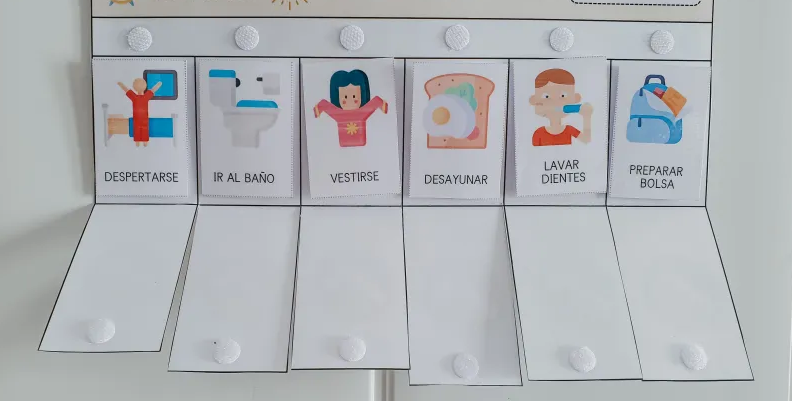 DESPERTARSE
IR AL BAÑO
VESTIRSE
DESAYUNAR
LAVAR
DIENTES
PREPARAR
BOLSA